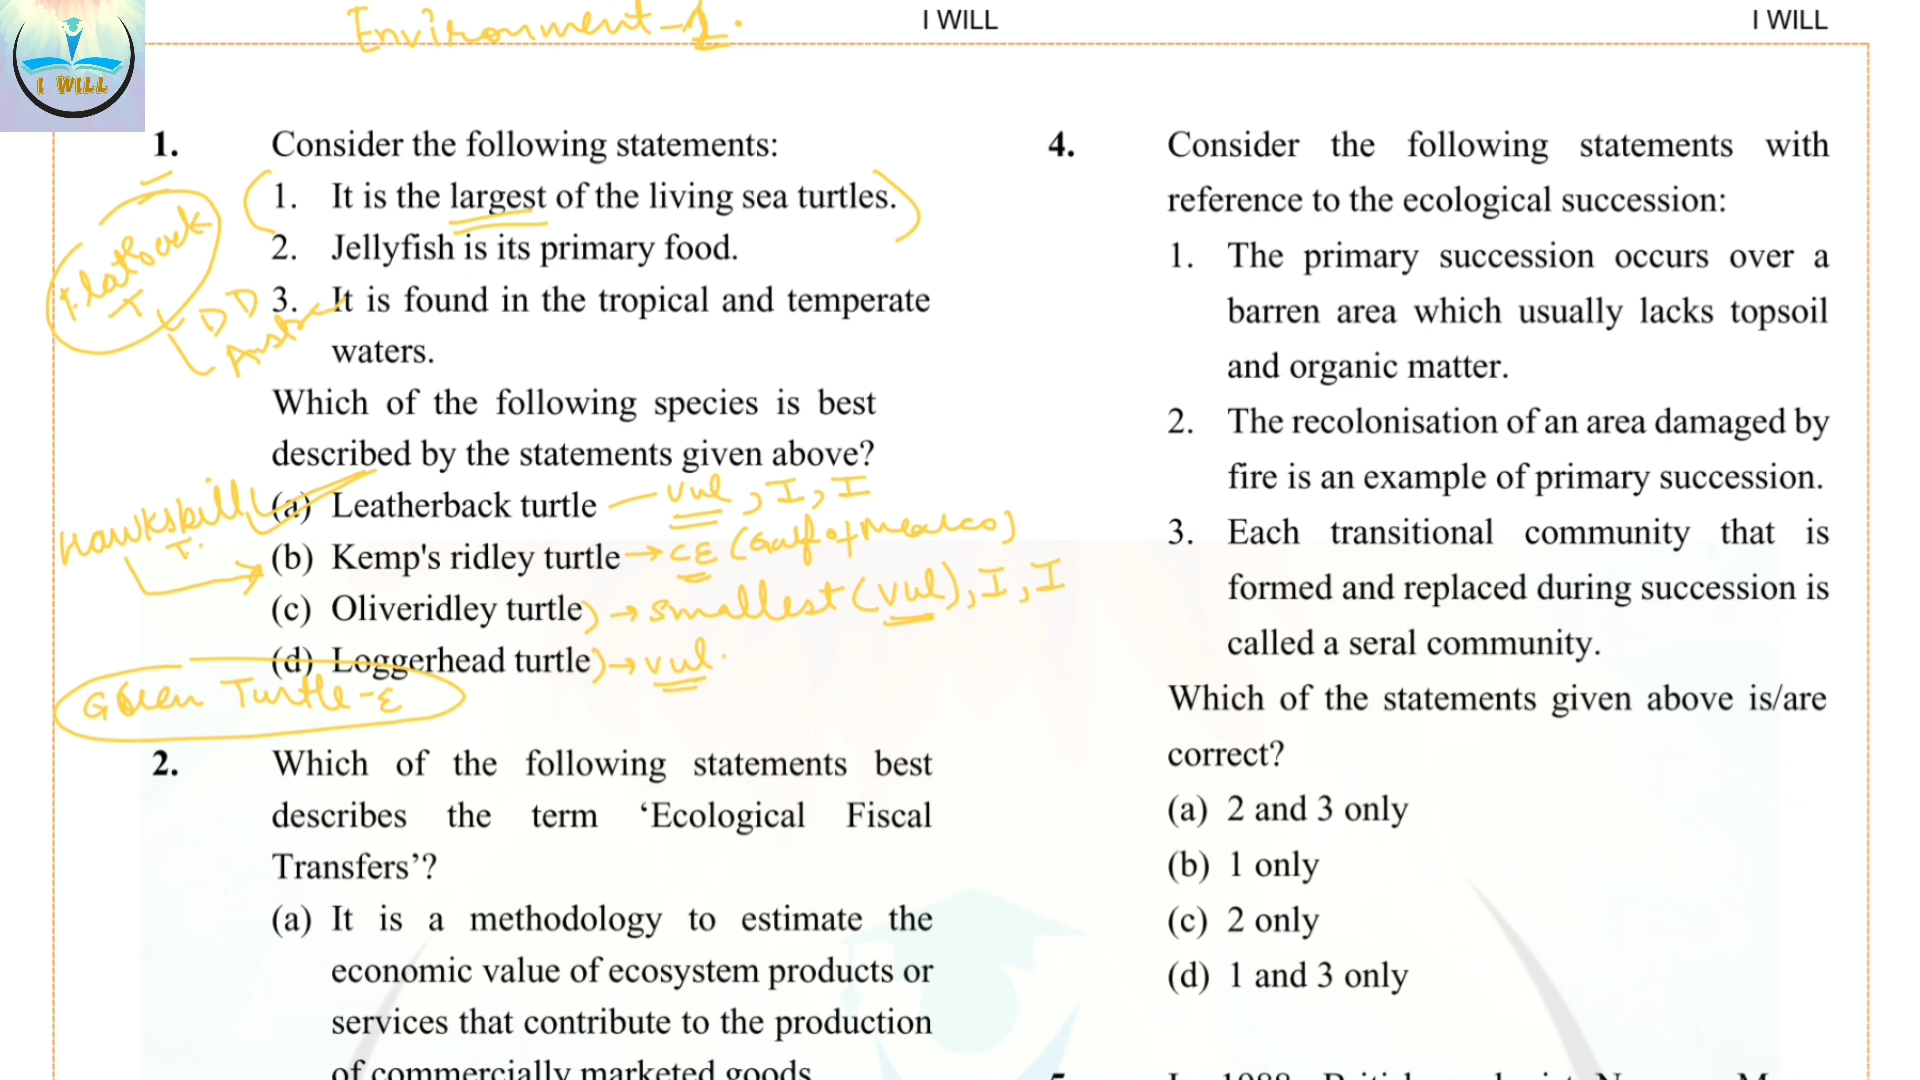 Environment-1.
I WILL
I WILL
I WILL
1. Consider the following statements:
1. It is the largest of the living sea turtles.
2. Jellyfish is its primary food.
3. It is found in the tropical and temperate
waters.
Which of the following species is best
described by the statements given above?
(a) Leatherback turtle
(b) Kemp's ridley turtle
(c) Oliveridley turtle
(d) Loggerhead turtle
Flatback
T
DD
Austr
Hawksbill
T.
vul, I, I
CE (Gulf of Mexico)
smallest (vul), I, I
vul.
Green Turtle-E
2. Which of the following statements best
describes the term ‘Ecological Fiscal
Transfers’?
(a) It is a methodology to estimate the
economic value of ecosystem products or
services that contribute to the production
of commercially marketed goods
4. Consider the following statements with
reference to the ecological succession:
1. The primary succession occurs over a
barren area which usually lacks topsoil
and organic matter.
2. The recolonisation of an area damaged by
fire is an example of primary succession.
3. Each transitional community that is
formed and replaced during succession is
called a seral community.
Which of the statements given above is/are
correct?
(a) 2 and 3 only
(b) 1 only
(c) 2 only
(d) 1 and 3 only